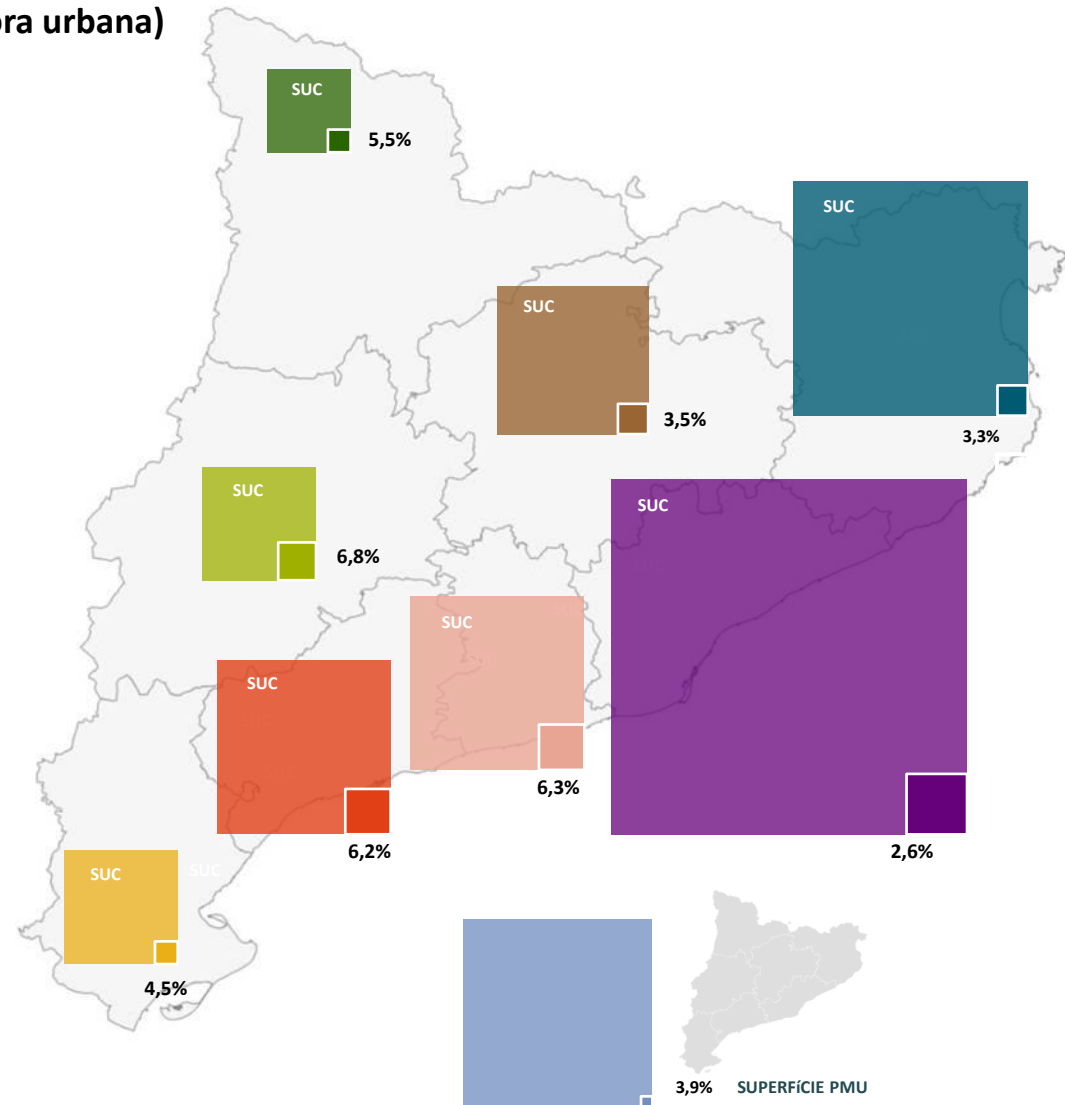 ora urbana)
SUC
5,5%
SUC
3,3%
SUC
3,5%
SUC
6,8%
SUC
2,6%
SUC
6,3%
SUC
6,2%
SUC
SUC
4,5%
3,9% SUPERFíCIE PMU